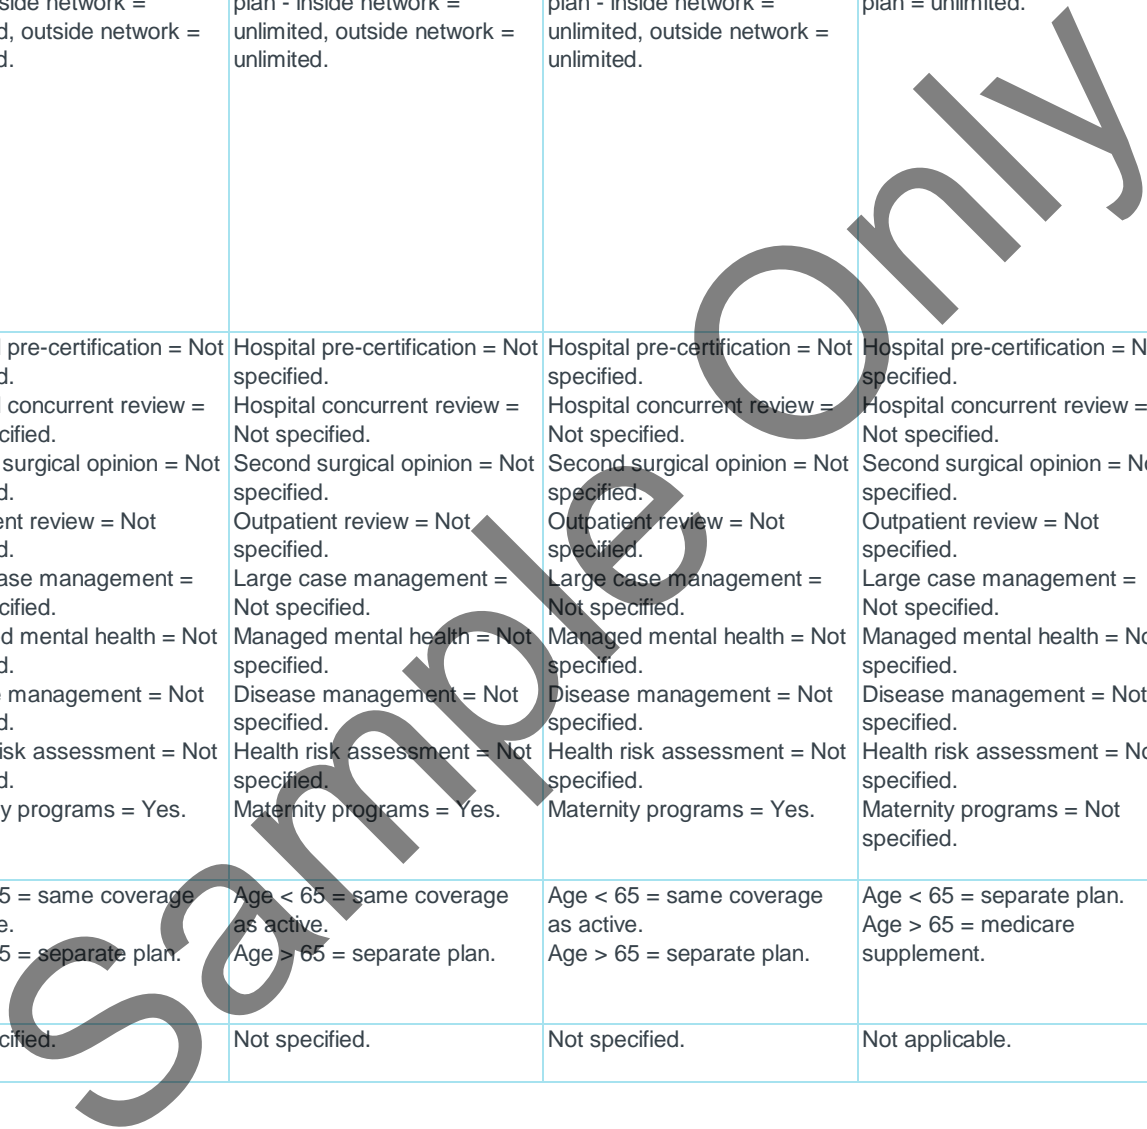 side network =
d, outside network =
d.
plan - inside network =
unlimited, outside network =
unlimited.
plan - inside network =
unlimited, outside network =
unlimited.
plan = unlimited.
pre-certification = Not
d.
concurrent review =
cified.
surgical opinion = Not
d.
ent review = Not
d.
ase management =
cified.
d mental health = Not
d.
management = Not
d.
isk assessment = Not
d.
y programs = Yes.
Hospital pre-certification = Not
specified.
Hospital concurrent review =
Not specified.
Second surgical opinion = Not
specified.
Outpatient review = Not
specified.
Large case management =
Not specified.
Managed mental health = Not
specified.
Disease management = Not
specified.
Health risk assessment = Not
specified.
Maternity programs = Yes.
Hospital pre-certification = Not
specified.
Hospital concurrent review =
Not specified.
Second surgical opinion = Not
specified.
Outpatient review = Not
specified.
Large case management =
Not specified.
Managed mental health = Not
specified.
Disease management = Not
specified.
Health risk assessment = Not
specified.
Maternity programs = Yes.
Hospital pre-certification = N
specified.
Hospital concurrent review =
Not specified.
Second surgical opinion = No
specified.
Outpatient review = Not
specified.
Large case management =
Not specified.
Managed mental health = No
specified.
Disease management = Not
specified.
Health risk assessment = No
specified.
Maternity programs = Not
specified.
5 = same coverage
e.
5 = separate plan.
Age < 65 = same coverage
as active.
Age > 65 = separate plan.
Age < 65 = same coverage
as active.
Age > 65 = separate plan.
Age < 65 = separate plan.
Age > 65 = medicare
supplement.
cified.
Not specified.
Not specified.
Not applicable.
Sample Only